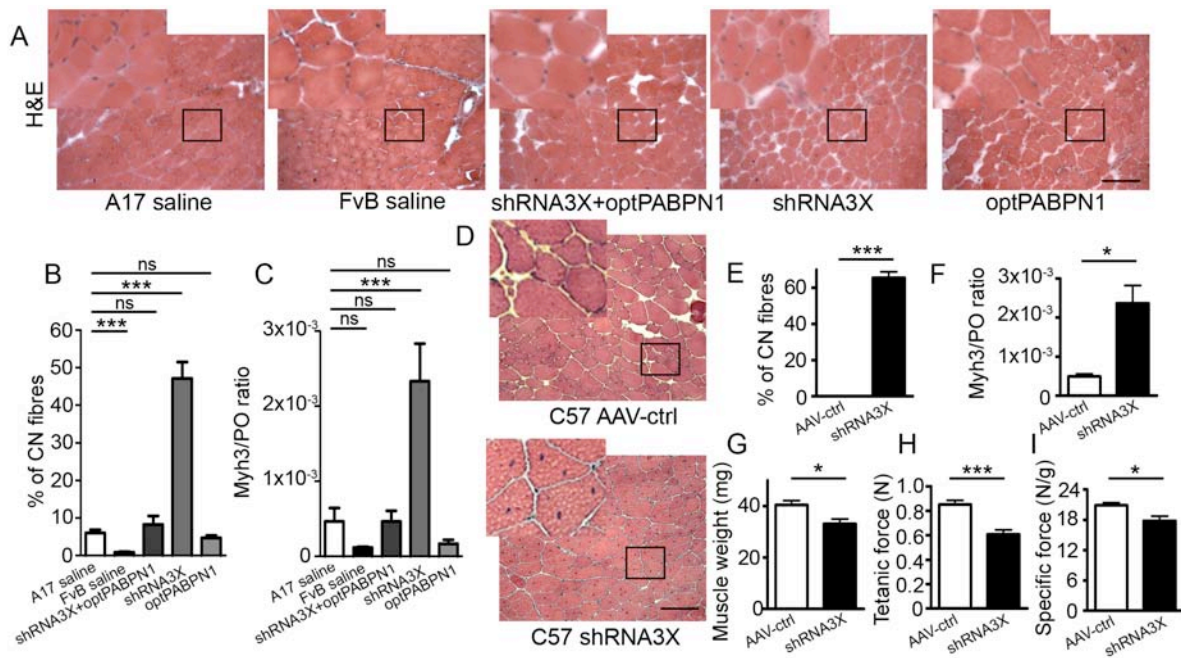 A
H&E
A17 saline
FvB saline
shRNA3X+optPABPN1
shRNA3X
optPABPN1
B
ns
***
ns
***
% of CN fibres
60
50
40
30
20
10
0
A17 saline
FvB saline
shRNA3X+optPABPN1
shRNA3X
optPABPN1
C
ns
***
ns
ns
Myh3/PO ratio
3x10-3
2x10-3
1x10-3
0
A17 saline
FvB saline
shRNA3X+optPABPN1
shRNA3X
optPABPN1
D
C57 AAV-ctrl
C57 shRNA3X
E
***
% of CN fibres
60
40
20
0
AAV-ctrl
shRNA3X
F
*
Myh3/PO ratio
3x10-3
2x10-3
1x10-3
0
AAV-ctrl
shRNA3X
G
*
Muscle weight (mg)
40
20
0
AAV-ctrl
shRNA3X
H
***
Tetanic force (N)
1.0
0.8
0.6
0.4
0.2
0
AAV-ctrl
shRNA3X
I
*
Specific force (N/g)
24
18
12
6
0
AAV-ctrl
shRNA3X